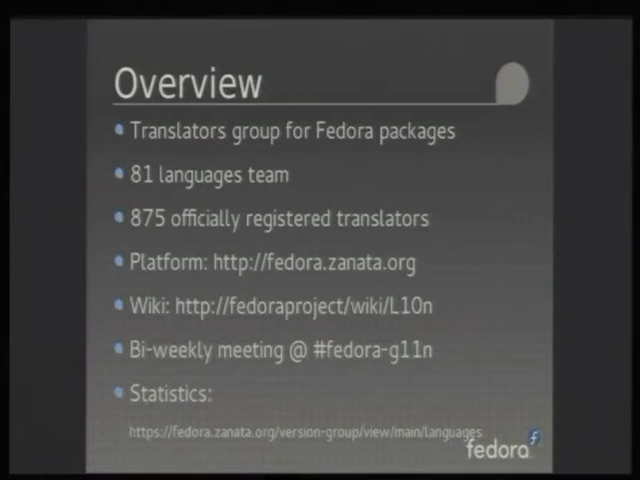 Overview
Translators group for Fedora packages
81 languages team
875 officially registered translators
Platform: http://fedora.zanata.org
Wiki: http://fedoraproject/wiki/L10n
Bi-weekly meeting @ #fedora-g11n
Statistics:
https://fedora.zanata.org/version-group/view/main/languages
fedora